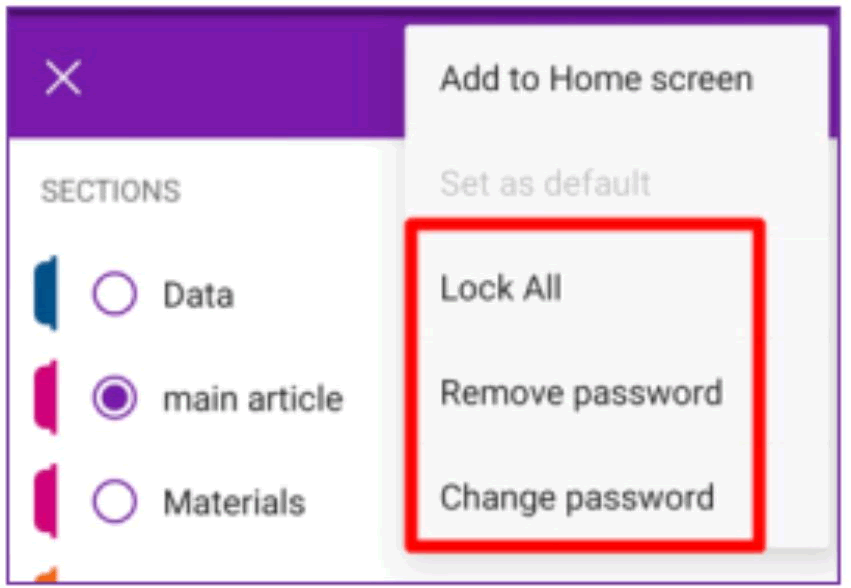 Add to Home screen
Set as default
Lock All
Remove password
Change password
SECTIONS
Data
main article
Materials